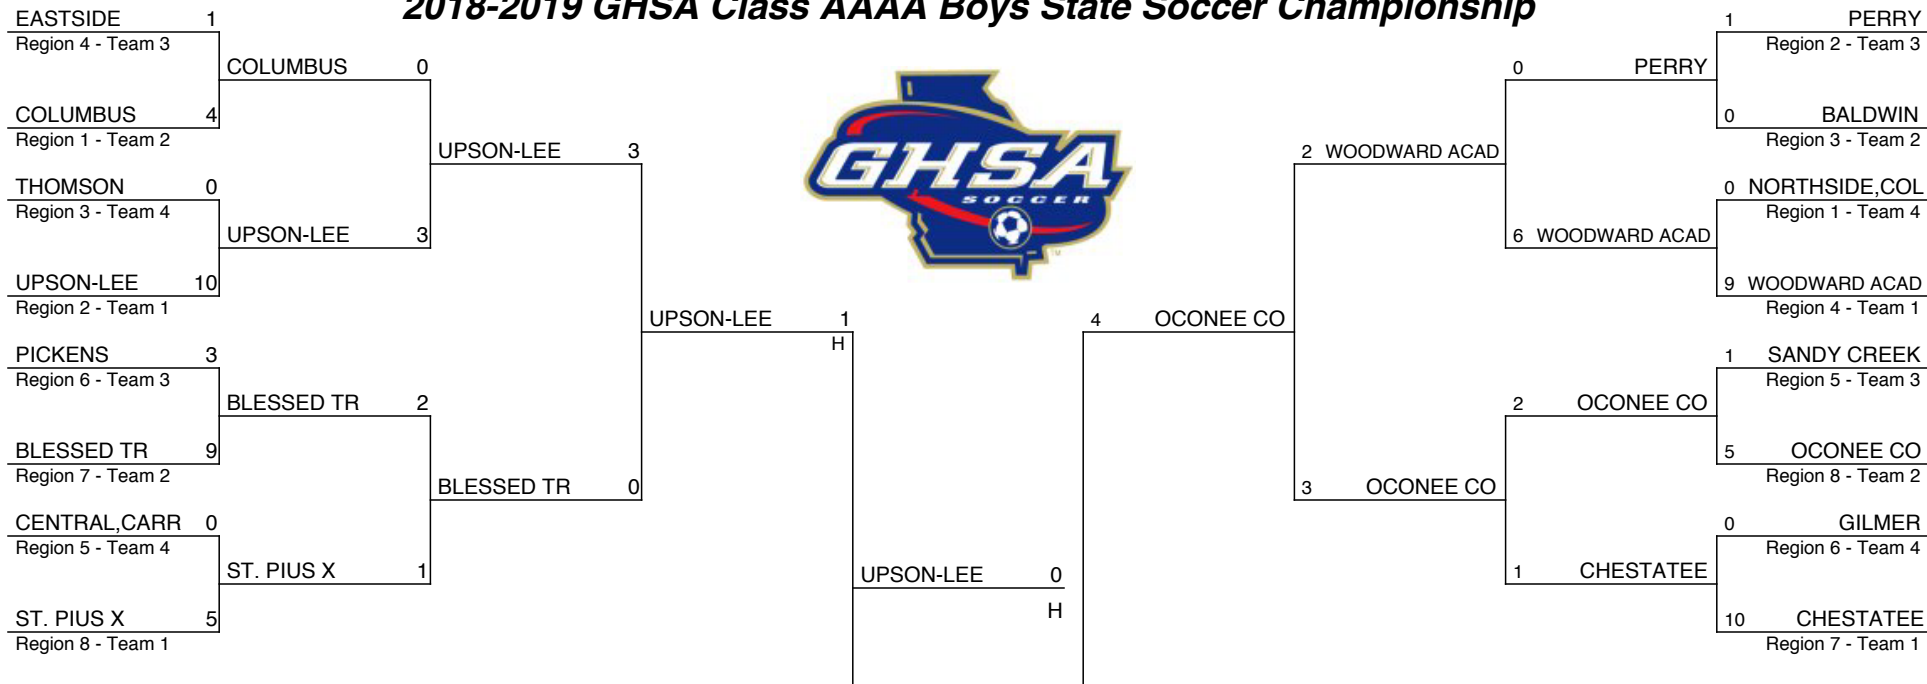 2018-2019 GHSA Class AAAA Boys State Soccer Championship
EASTSIDE 1
Region 4 - Team 3
COLUMBUS 0
COLUMBUS 4
Region 1 - Team 2
UPSON-LEE 3
THOMSON 0
Region 3 - Team 4
UPSON-LEE 3
UPSON-LEE 10
Region 2 - Team 1
UPSON-LEE 1
H
PICKENS 3
Region 6 - Team 3
BLESSED TR 2
BLESSED TR 9
Region 7 - Team 2
BLESSED TR 0
CENTRAL,CARR 0
Region 5 - Team 4
ST. PIUS X 1
ST. PIUS X 5
Region 8 - Team 1
UPSON-LEE 0
H
GHSA
SOCCER
TM
1 PERRY
Region 2 - Team 3
0 PERRY
0 BALDWIN
Region 3 - Team 2
2 WOODWARD ACAD
0 NORTHSIDE,COL
Region 1 - Team 4
6 WOODWARD ACAD
9 WOODWARD ACAD
Region 4 - Team 1
4 OCONEE CO
1 SANDY CREEK
Region 5 - Team 3
2 OCONEE CO
5 OCONEE CO
Region 8 - Team 2
3 OCONEE CO
0 GILMER
Region 6 - Team 4
1 CHESTATEE
10 CHESTATEE
Region 7 - Team 1